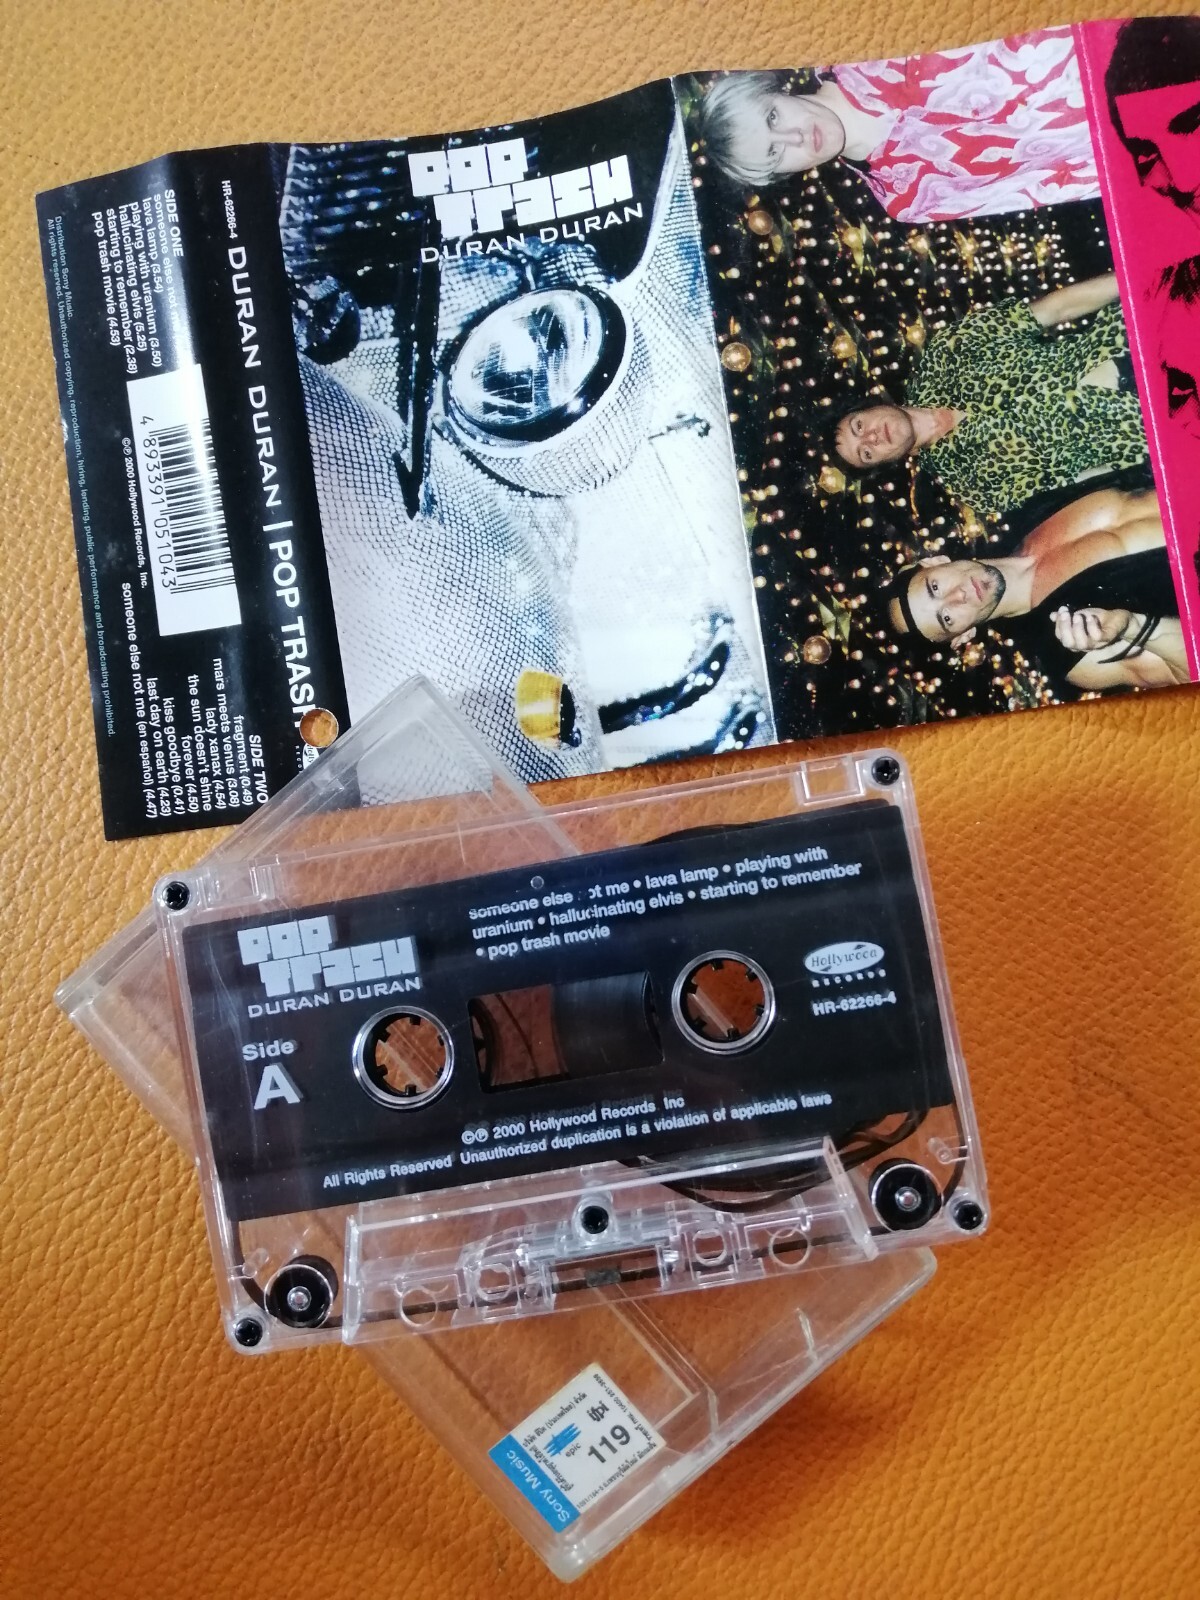 pop
trash
DURAN DURAN
HR-62266-4 DURAN DURAN | POP TRASH
SIDE ONE
someone else not me
lava lamp (3.54)
playing with uranium (3.50)
hallucinating elvis (5.25)
starting to remember (2.38)
pop trash movie (4.53)
4 893391 051043
©℗ 2000 Hollywood Records, Inc.
SIDE TWO
fragment (0.49)
mars meets venus (3.08)
lady xanax (4.54)
the sun doesn't shine
forever (4.50)
kiss goodbye (0.41)
last day on earth (4.23)
someone else not me (en español) (4.47)
Distribution Sony Music.
All rights reserved. Unauthorized copying, reproduction, hiring, lending, public performance and broadcasting prohibited.
pop
trash
DURAN DURAN
Side
A
someone else not me • lava lamp • playing with
uranium • hallucinating elvis • starting to remember
• pop trash movie
Hollywood
RECORDS
HR-62266-4
©℗ 2000 Hollywood Records, Inc
All Rights Reserved Unauthorized duplication is a violation of applicable laws
epic
119
Sony Music